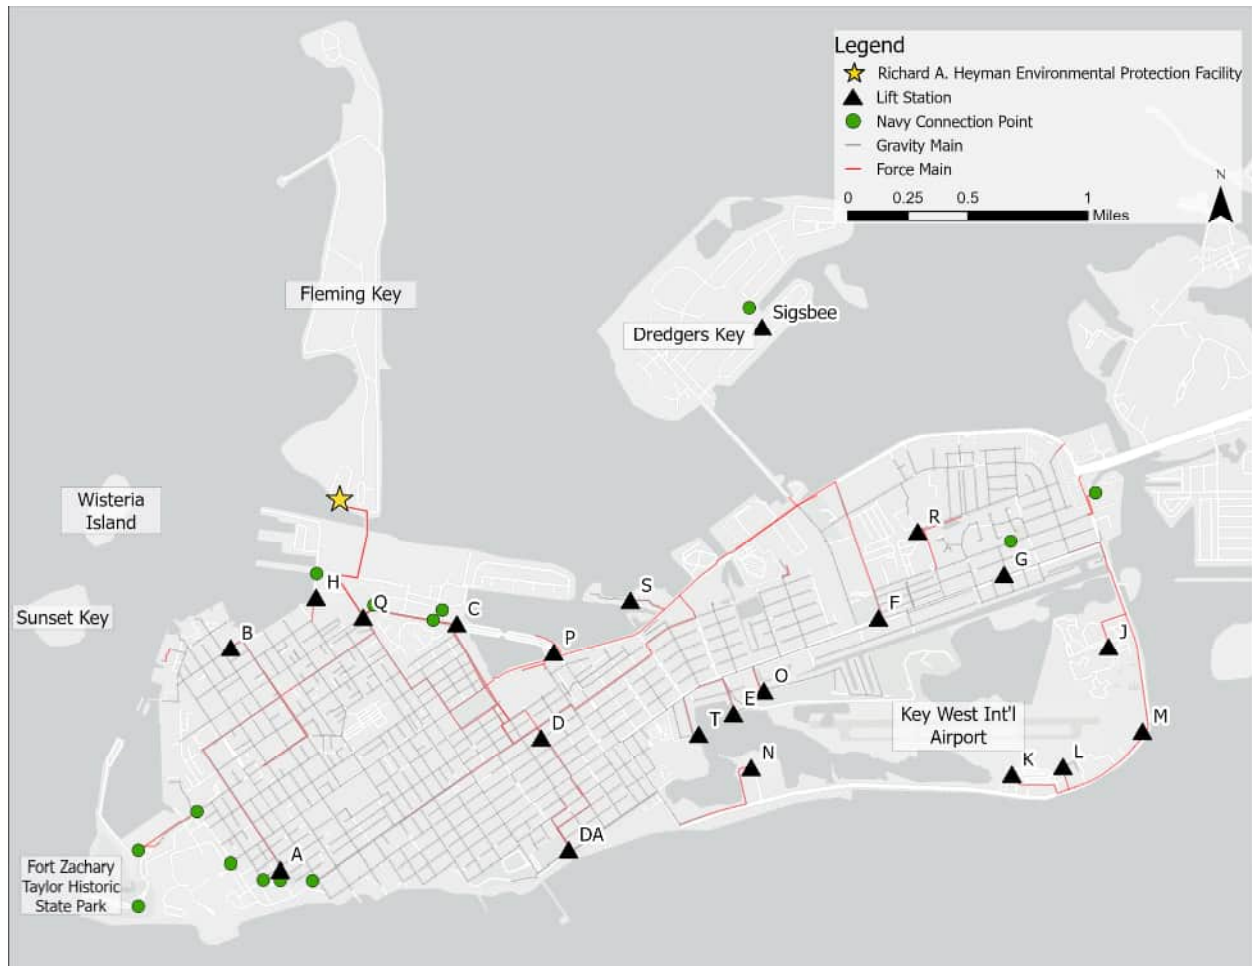 Legend
Richard A. Heyman Environmental Protection Facility
Lift Station
Navy Connection Point
Gravity Main
Force Main
0 0.25 0.5 1
Miles
N
Fleming Key
Sigsbee
Dredgers Key
Wisteria
Island
Sunset Key
R
G
H
S
Q
C
F
B
P
J
O
E
D
T
Key West Int'l
Airport
M
N
K
L
DA
A
Fort Zachary
Taylor Historic
State Park